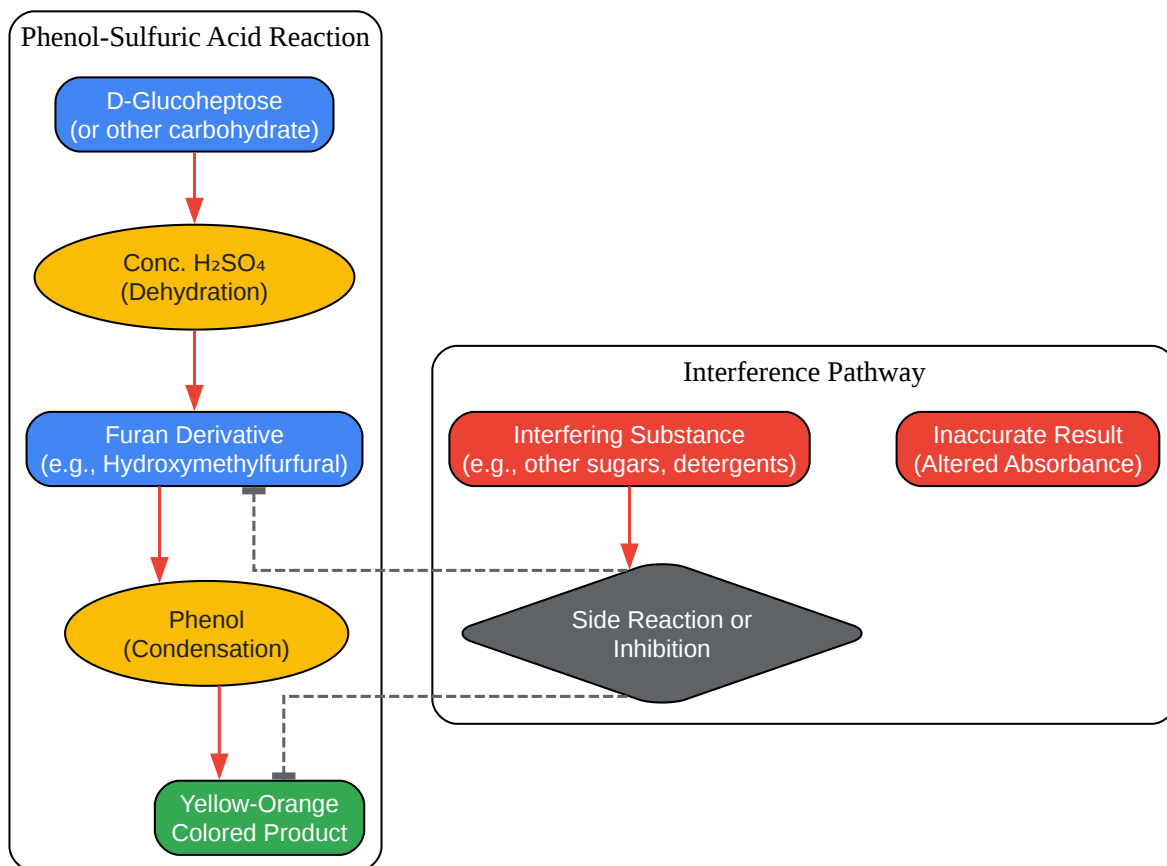 Phenol-Sulfuric Acid Reaction
D-Glucoheptose
(or other carbohydrate)
Conc. H₂SO₄
(Dehydration)
Furan Derivative
(e.g., Hydroxymethylfurfural)
Phenol
(Condensation)
Yellow-Orange
Colored Product
Interference Pathway
Interfering Substance
(e.g., other sugars, detergents)
Inaccurate Result
(Altered Absorbance)
Side Reaction or
Inhibition